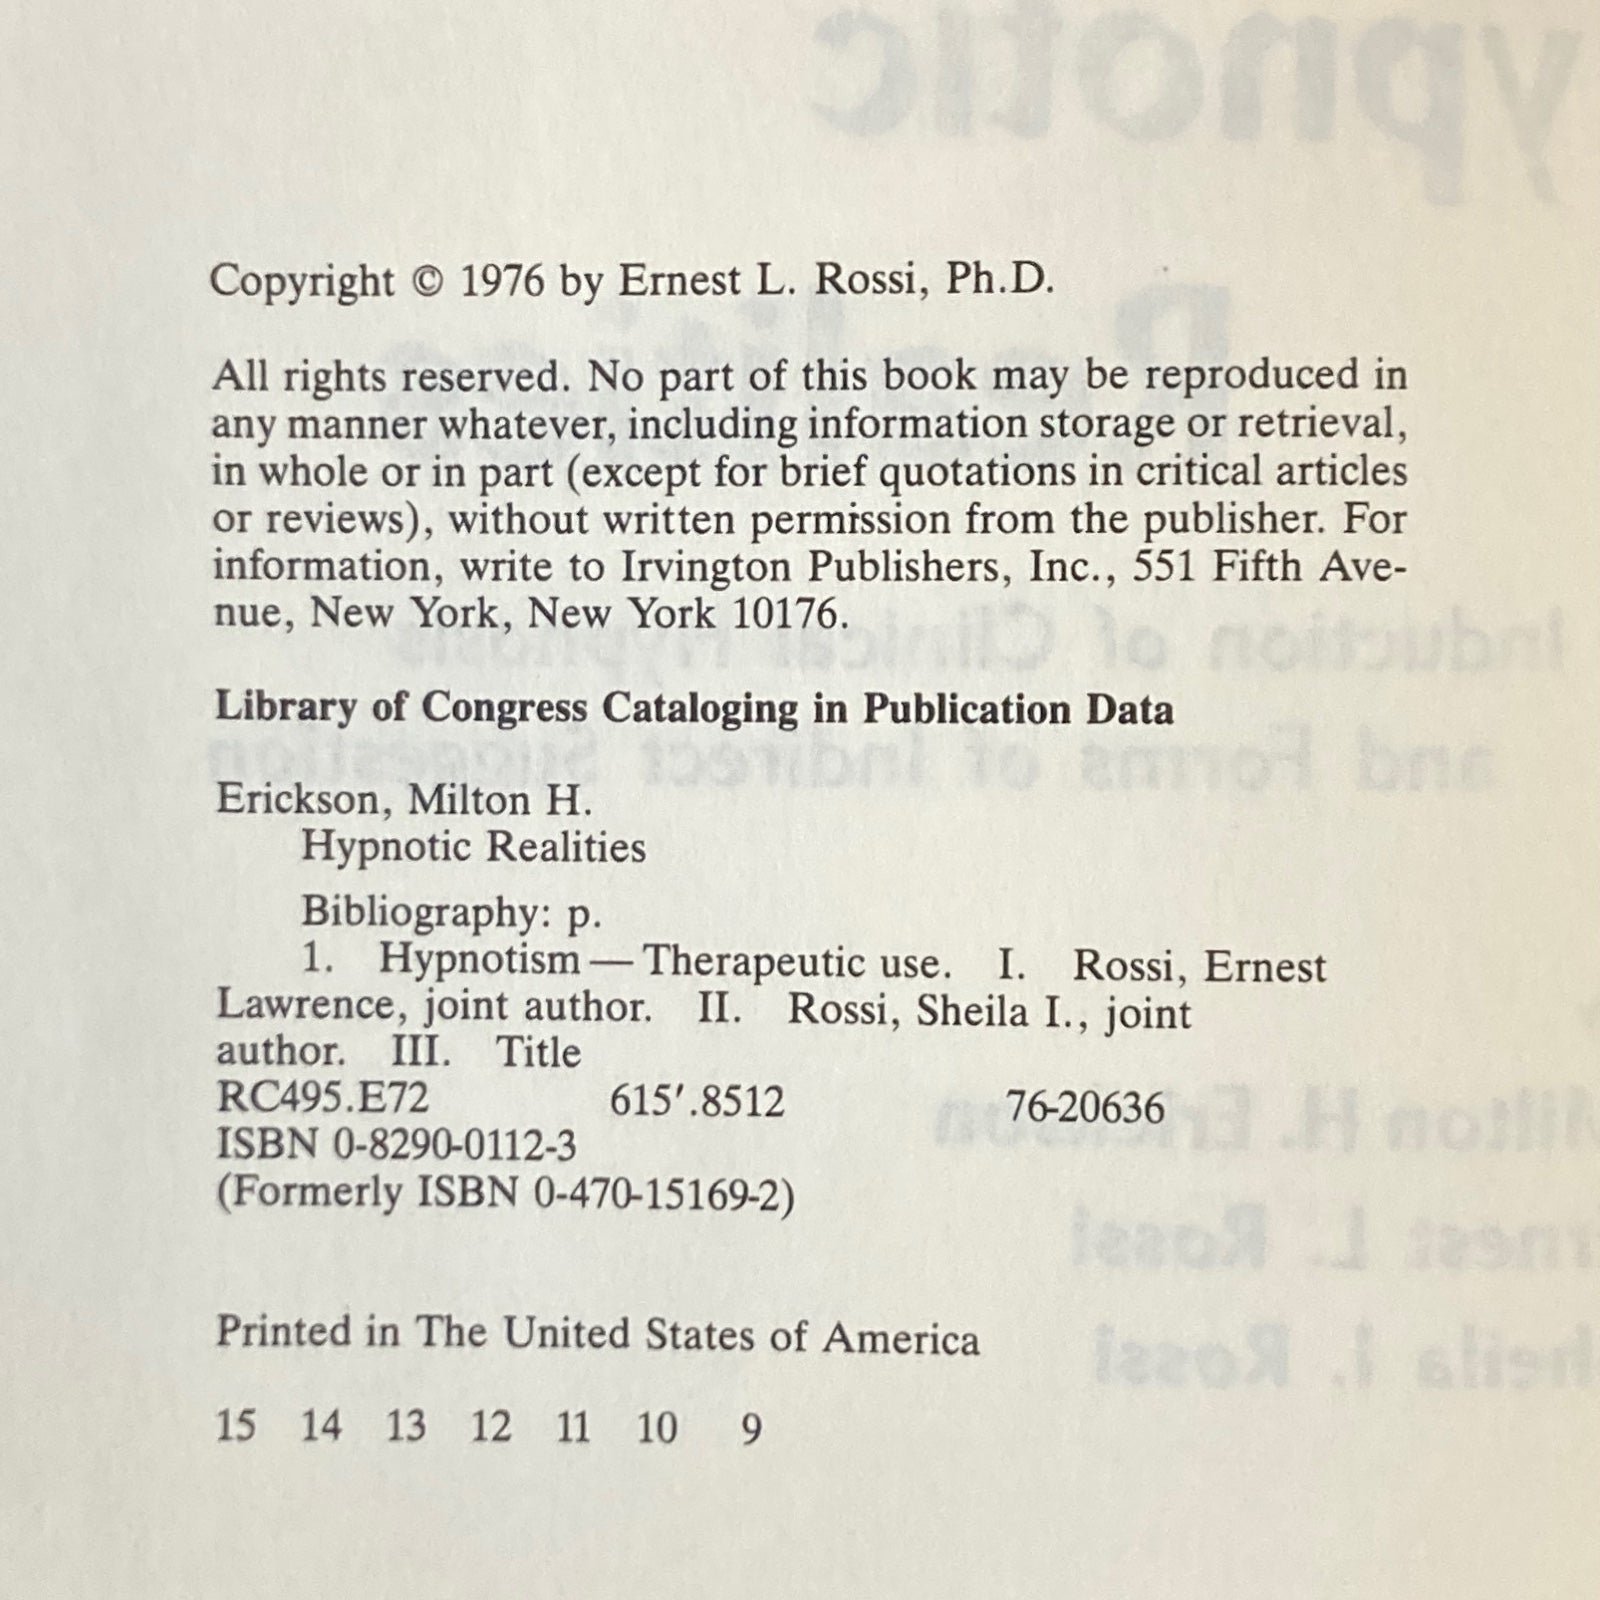 Copyright © 1976 by Ernest L. Rossi, Ph.D.
All rights reserved. No part of this book may be reproduced in
any manner whatever, including information storage or retrieval,
in whole or in part (except for brief quotations in critical articles
or reviews), without written permission from the publisher. For
information, write to Irvington Publishers, Inc., 551 Fifth Ave-
nue, New York, New York 10176.
Library of Congress Cataloging in Publication Data
Erickson, Milton H.
Hypnotic Realities
Bibliography: p.
1. Hypnotism — Therapeutic use. I. Rossi, Ernest
Lawrence, joint author. II. Rossi, Sheila I., joint
author. III. Title
RC495.E72 615′.8512 76-20636
ISBN 0-8290-0112-3
(Formerly ISBN 0-470-15169-2)
Printed in The United States of America
15 14 13 12 11 10 9